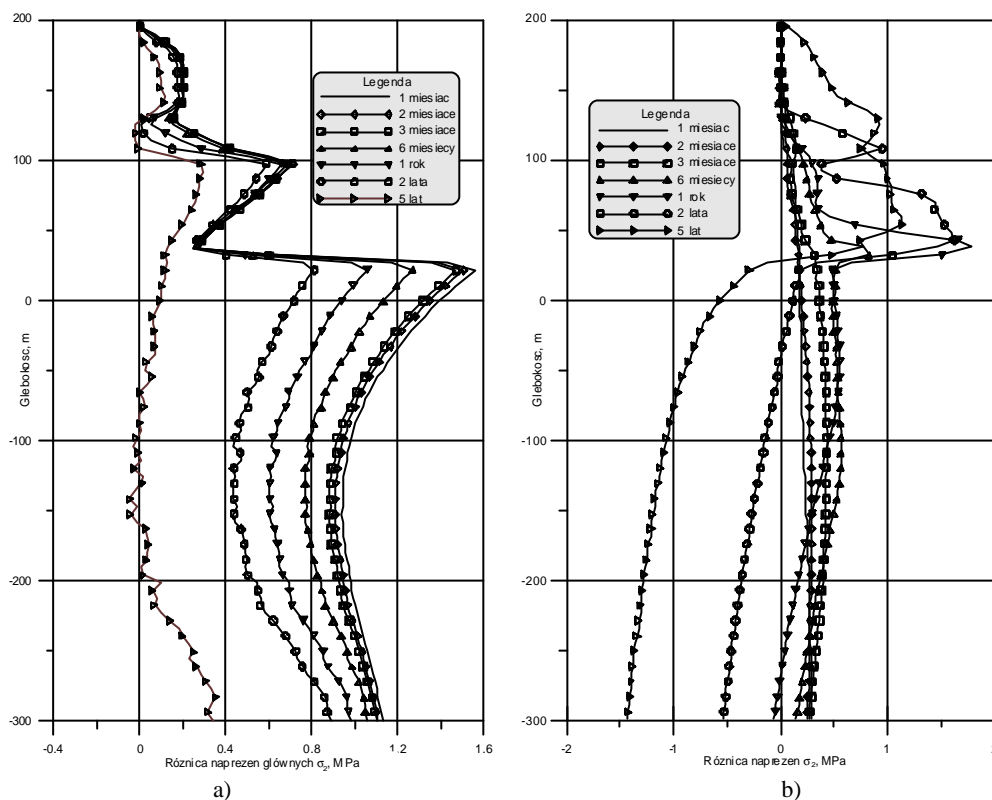 200
100
0
-100
-200
-300
Glebokosc, m
-0.4 0 0.4 0.8 1.2 1.6
Róznica naprezen glównych σ2, MPa
Legenda
1 miesiac
2 miesiace
3 miesiace
6 miesiecy
1 rok
2 lata
5 lat
a)
200
100
0
-100
-200
-300
Glebokosc, m
-2 -1 0 1
Róznica naprezen σ2, MPa
Legenda
1 miesiac
2 miesiace
3 miesiace
6 miesiecy
1 rok
2 lata
5 lat
b)